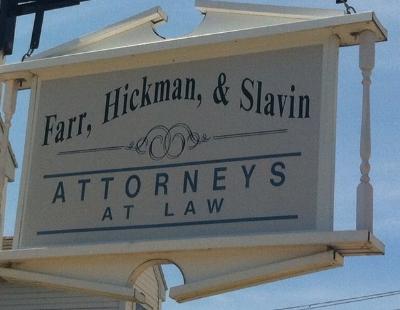 Farr, Hickman, & Slavin
ATTORNEYS
AT LAW